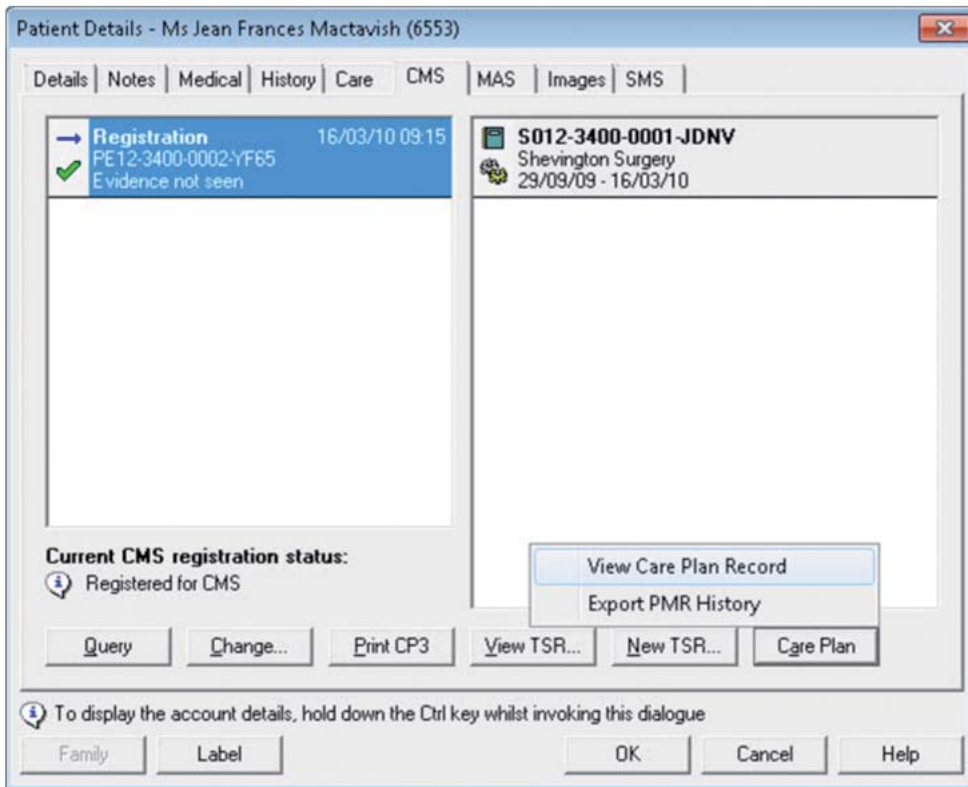 Patient Details - Ms Jean Frances Mactavish (6553)
Details Notes Medical History Care CMS MAS Images SMS
Registration 16/03/10 09:15
PE12-3400-0002-YF65
Evidence not seen
S012-3400-0001-JDNV
Shevington Surgery
29/09/09 - 16/03/10
Current CMS registration status:
Registered for CMS
View Care Plan Record
Export PMR History
Query Change... Print CP3 View TSR... New TSR... Care Plan
To display the account details, hold down the Ctrl key whilst invoking this dialogue
Family Label OK Cancel Help